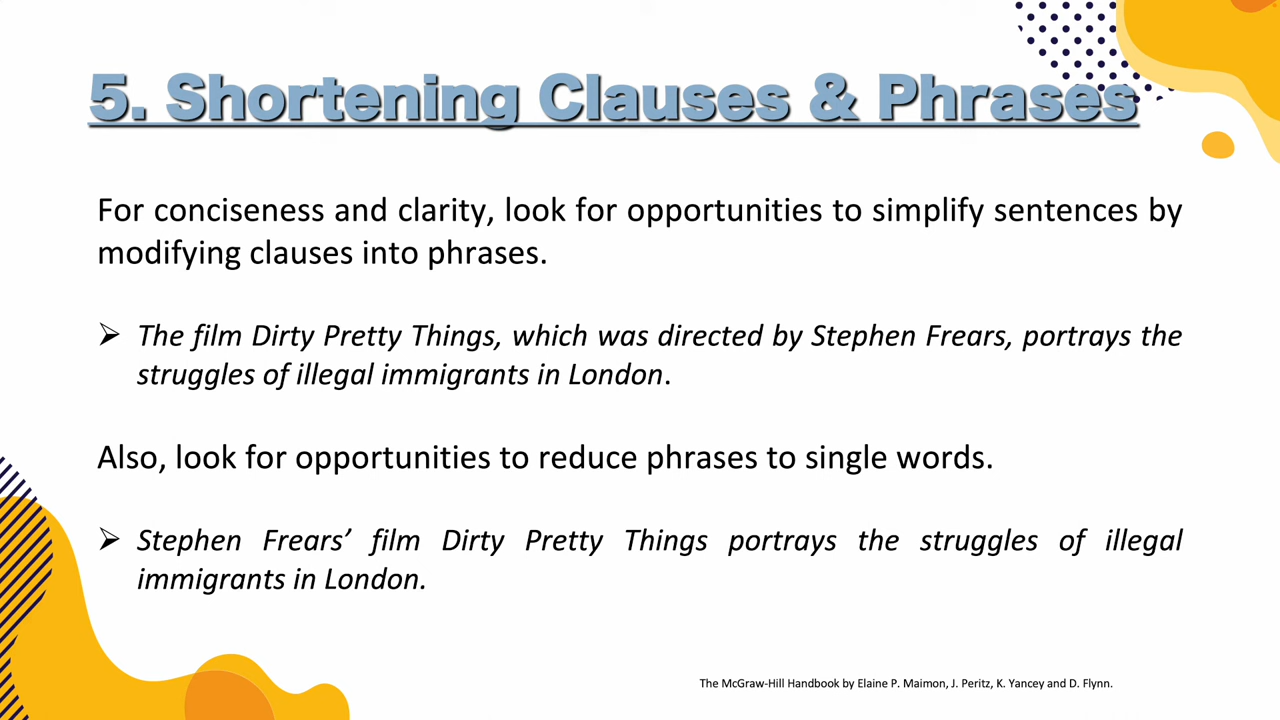 5. Shortening Clauses & Phrases
For conciseness and clarity, look for opportunities to simplify sentences by
modifying clauses into phrases.
➢ The film Dirty Pretty Things, which was directed by Stephen Frears, portrays the
struggles of illegal immigrants in London.
Also, look for opportunities to reduce phrases to single words.
➢ Stephen Frears’ film Dirty Pretty Things portrays the struggles of illegal
immigrants in London.
The McGraw-Hill Handbook by Elaine P. Maimon, J. Peritz, K. Yancey and D. Flynn.